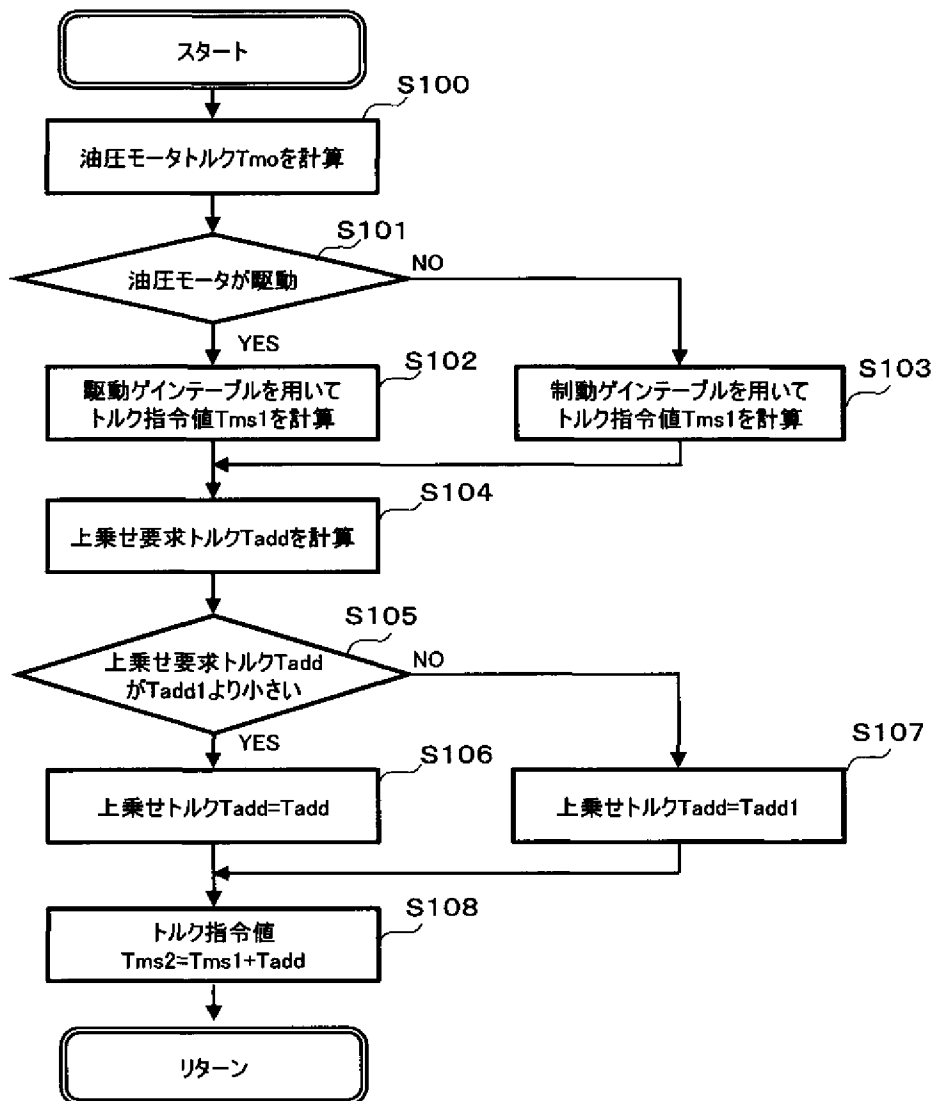 スタート
S100
油圧モータトルクTmoを計算
S101
油圧モータが駆動
NO
YES
S102
駆動ゲインテーブルを用いて
トルク指令値Tms1を計算
S103
制動ゲインテーブルを用いて
トルク指令値Tms1を計算
S104
上乗せ要求トルクTaddを計算
S105
上乗せ要求トルクTadd
がTadd1より小さい
NO
YES
S106
上乗せトルクTadd=Tadd
S107
上乗せトルクTadd=Tadd1
S108
トルク指令値
Tms2=Tms1+Tadd
リターン